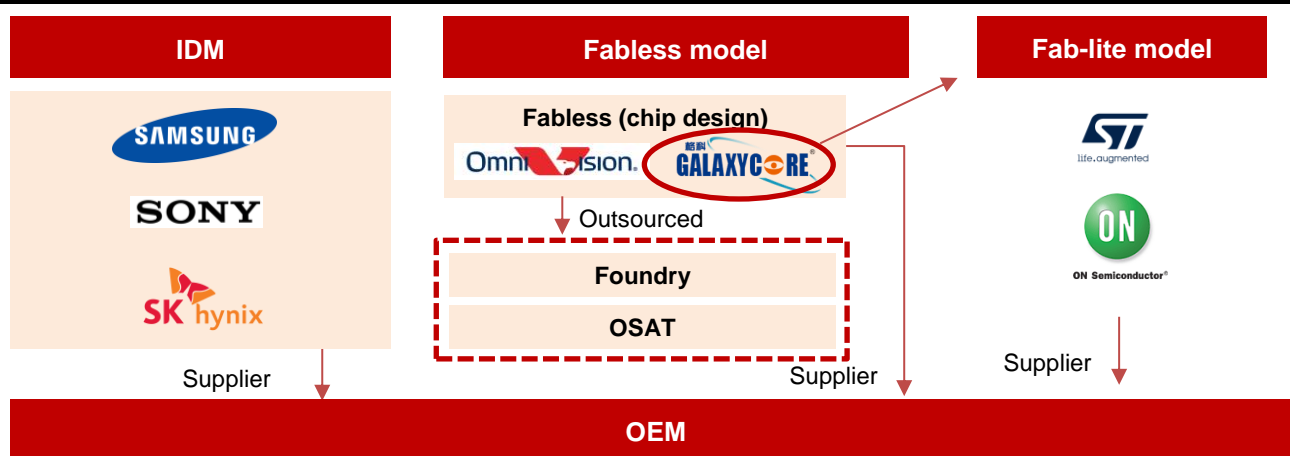 IDM
Fabless model
Fab-lite model
SAMSUNG
SONY
SK hynix
Fabless (chip design)
OmniVision.
格科
GALAXYCORE®
Outsourced
Foundry
OSAT
ST
life.augmented
ON
ON Semiconductor®
Supplier
Supplier
Supplier
OEM